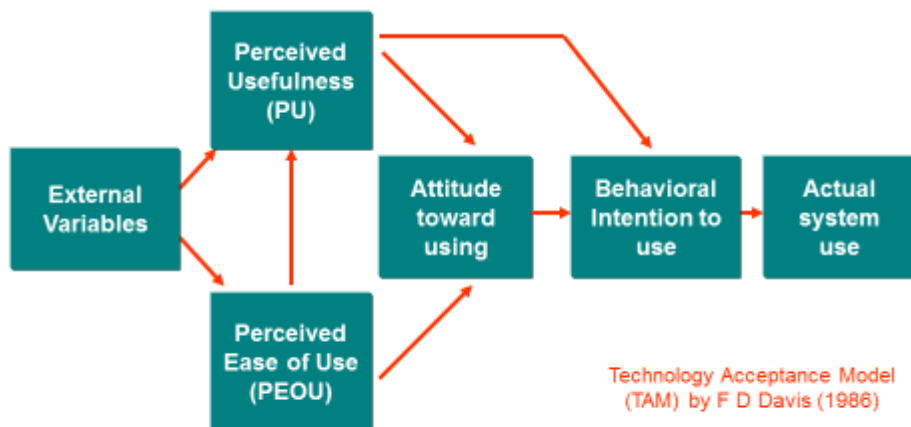 Perceived
Usefulness
(PU)
External
Variables
Attitude
toward
using
Behavioral
Intention to
use
Actual
system
use
Perceived
Ease of Use
(PEOU)
Technology Acceptance Model
(TAM) by F D Davis (1986)